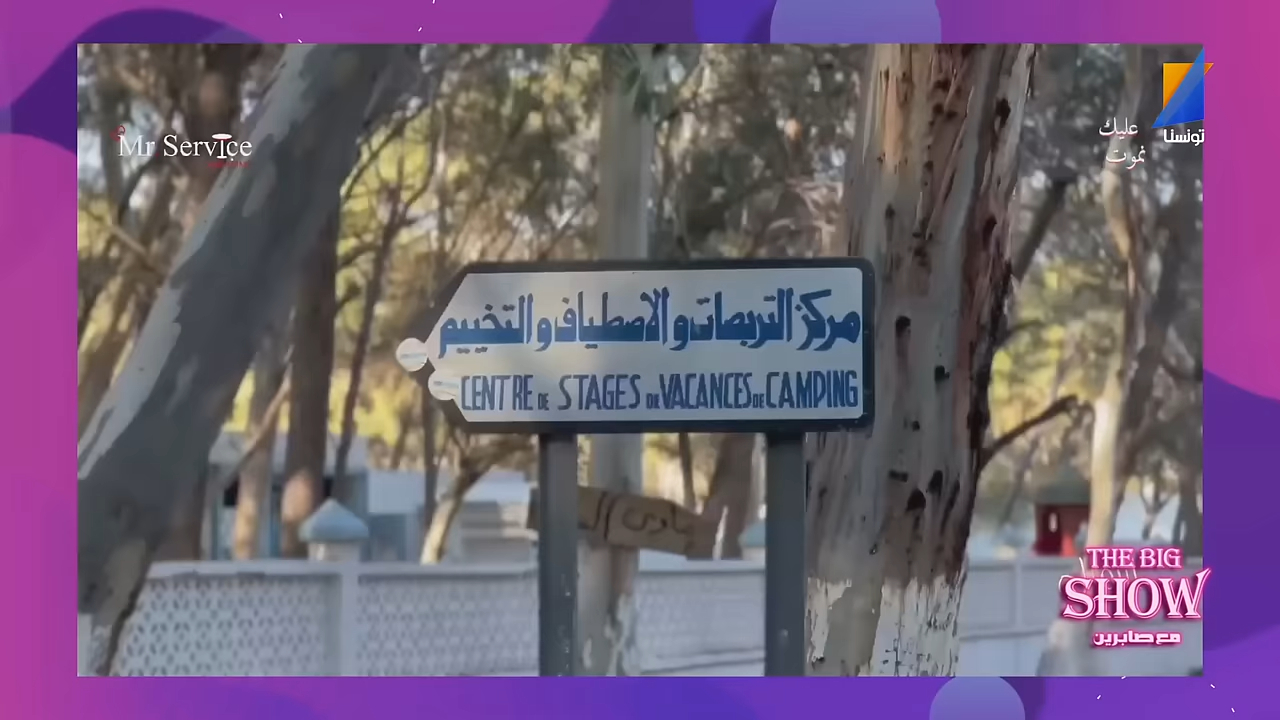 Mr Service
عليك
نموت
تونسنا
مركز التربصات والاصطياف والتخييم
CENTRE DE STAGES DE VACANCES DE CAMPING
THE BIG
SHOW
مع صابرين